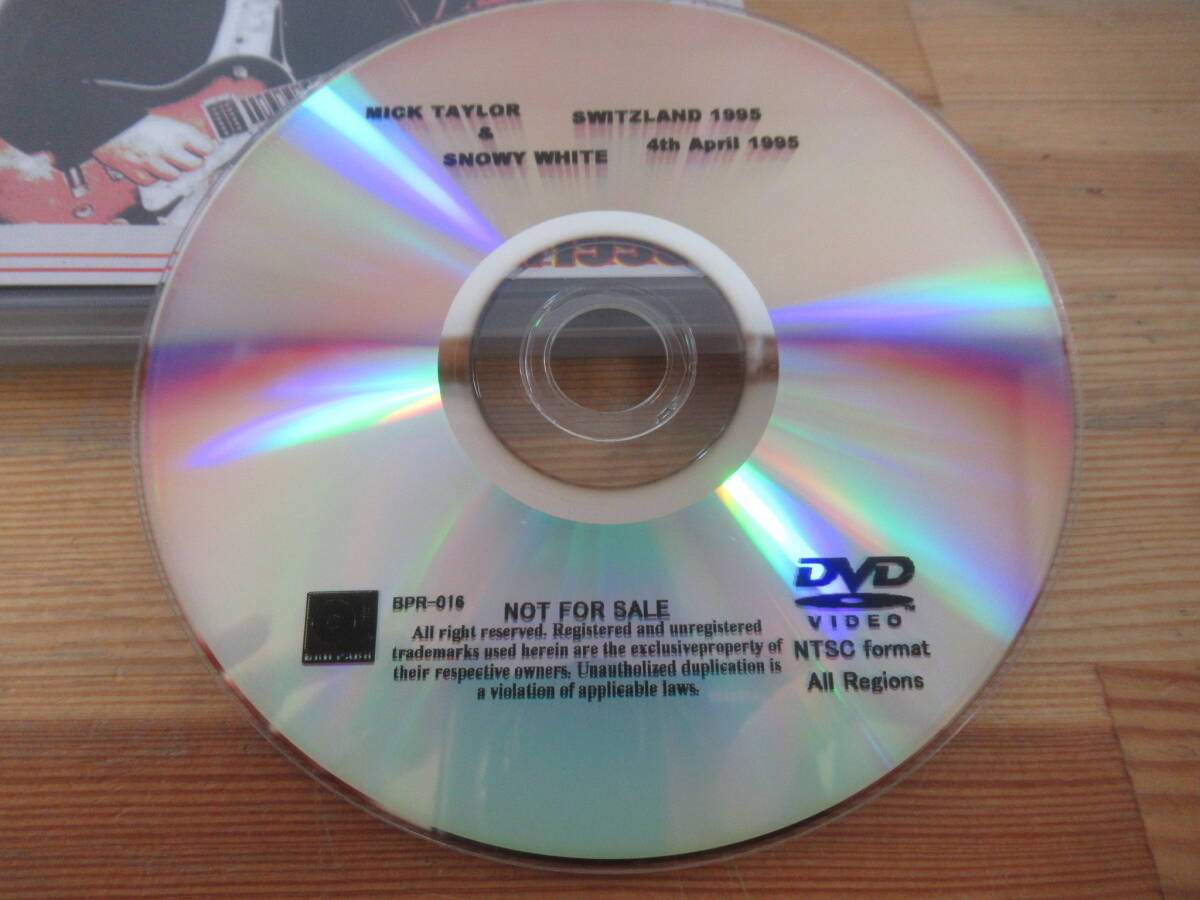 MICK TAYLOR
&
SNOWY WHITE
SWITZLAND 1995
4th April 1995
1995
BPR-016
NOT FOR SALE
All right reserved. Registered and unregistered
trademarks used herein are the exclusiveproperty of
their respective owners. Unautholized duplication is
a violation of applicable laws.
DVD
VIDEO
NTSC format
All Regions